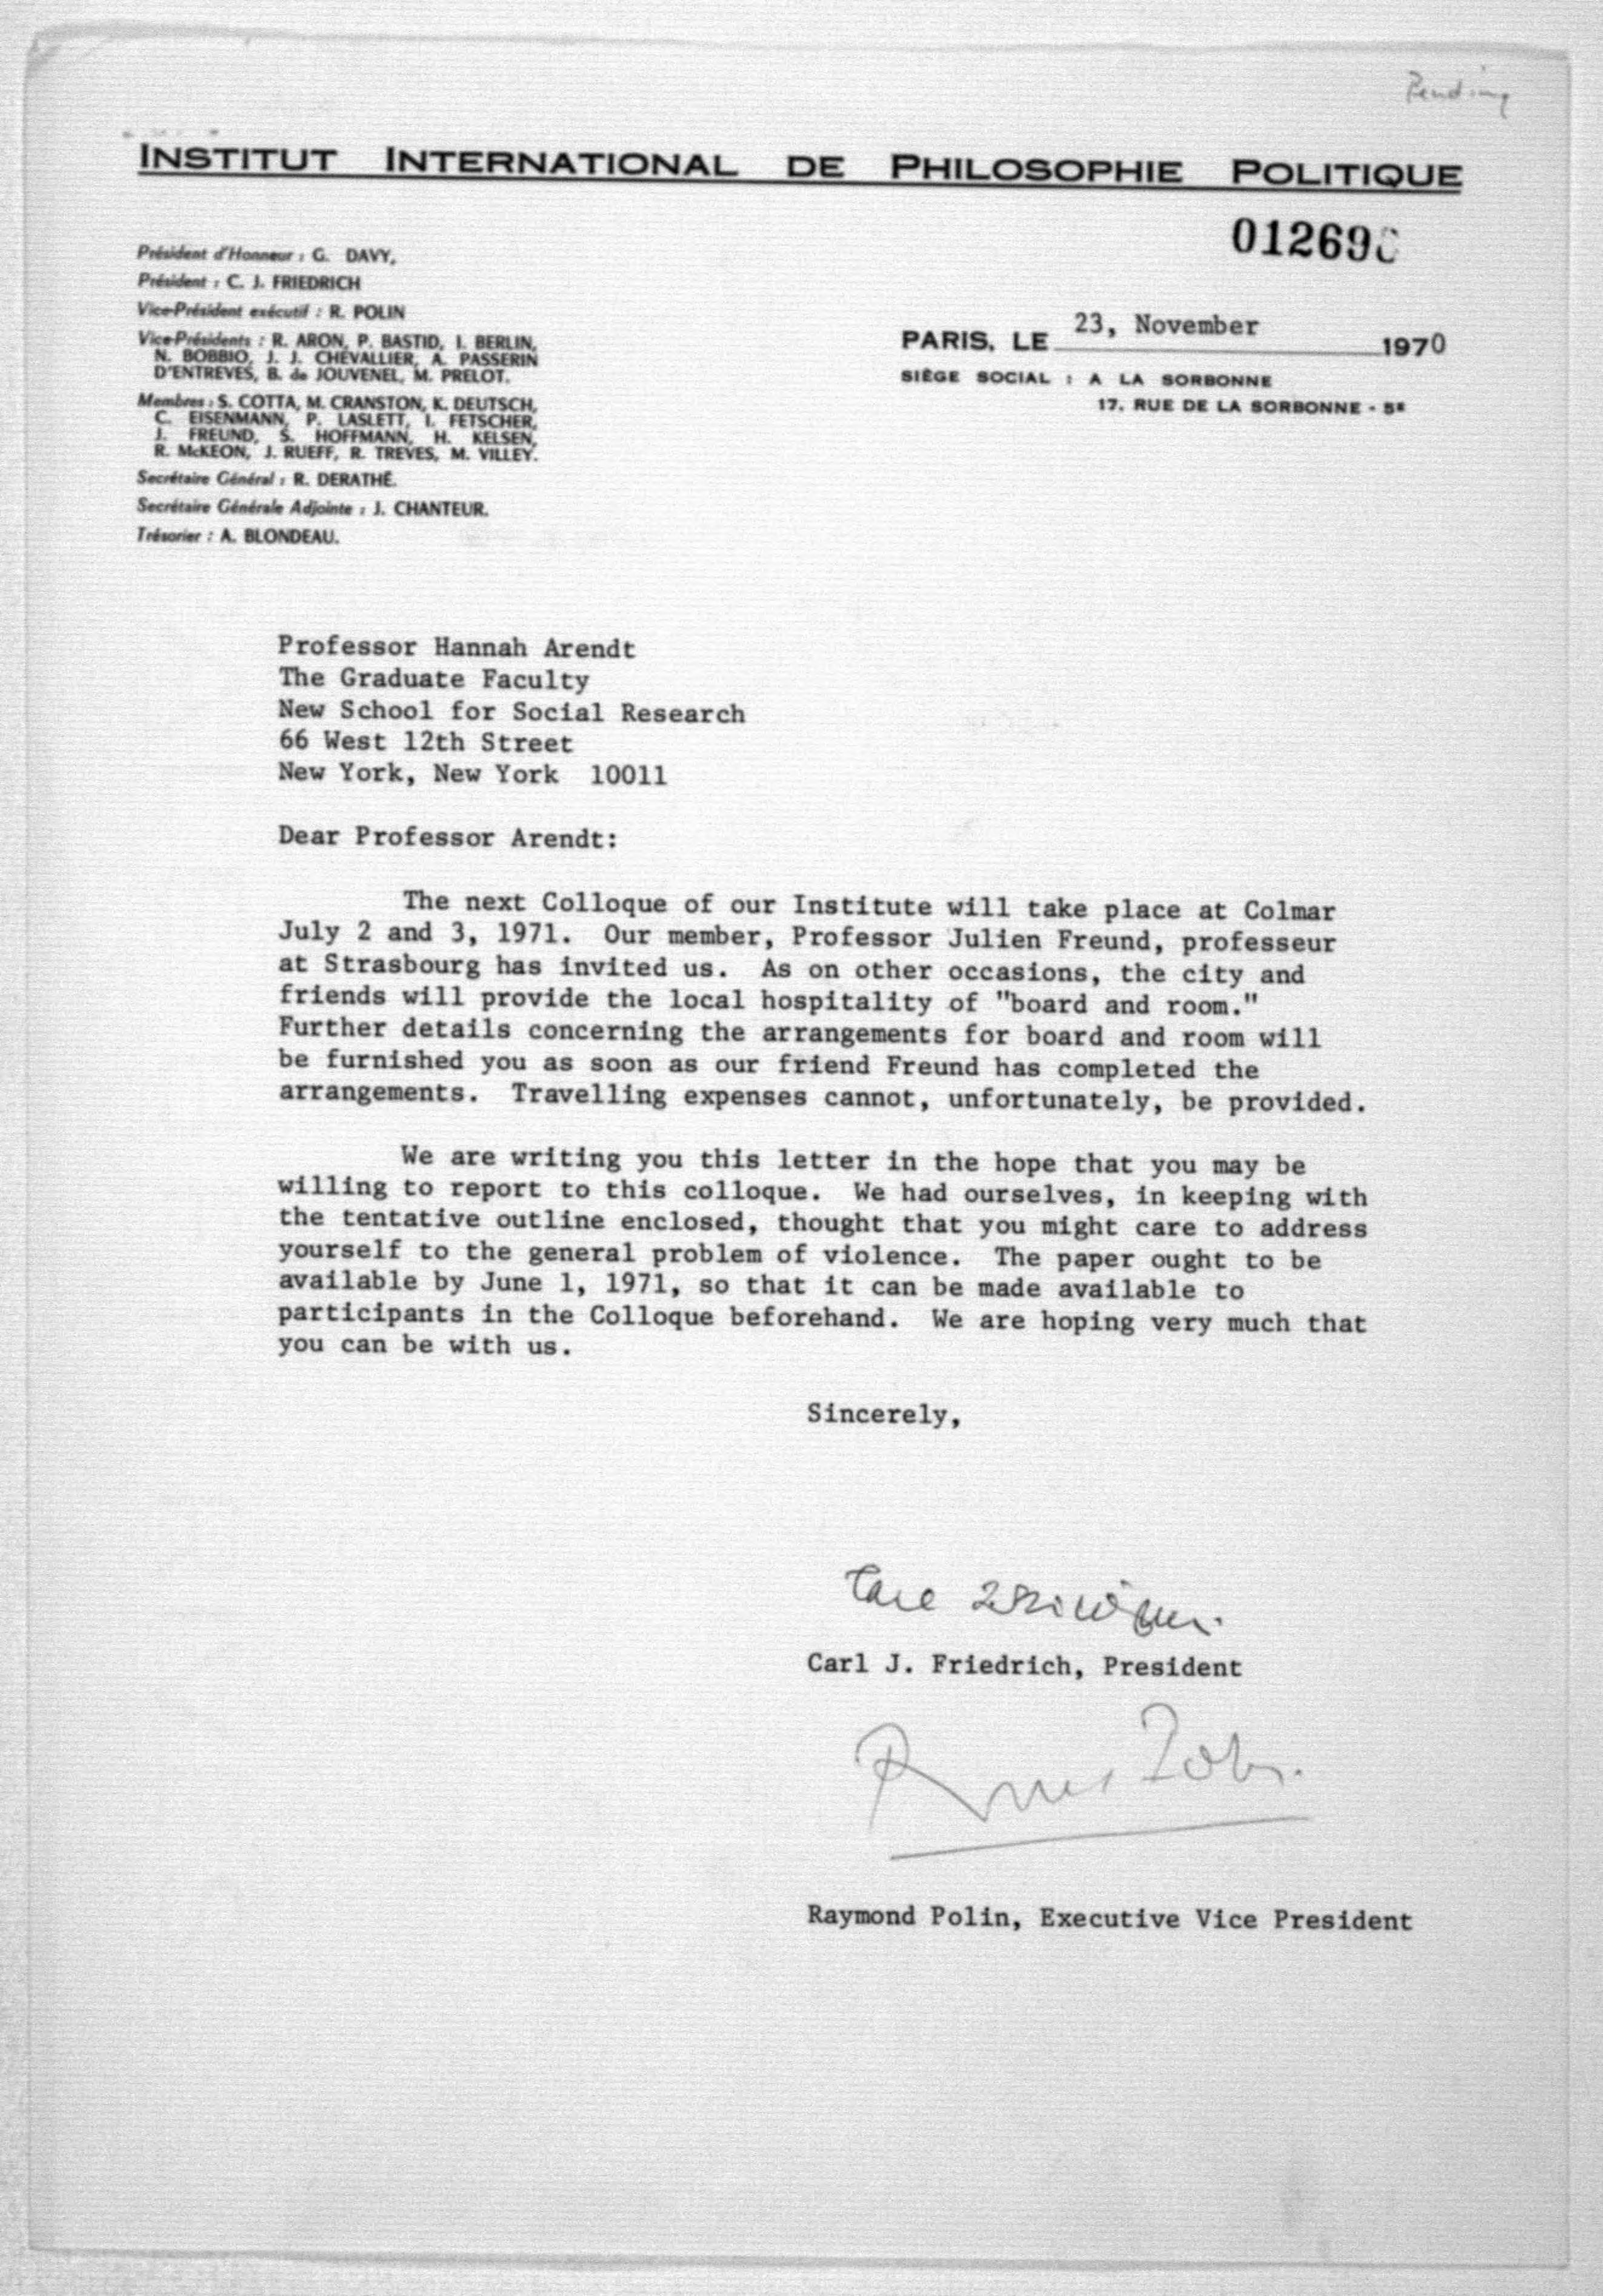 Pending
INSTITUT INTERNATIONAL DE PHILOSOPHIE POLITIQUE
01269
Président d'Honneur : G. DAVY,
Président : C. J. FRIEDRICH
Vice-Président exécutif : R. POLIN
Vice-Présidents : R. ARON, P. BASTID, I. BERLIN,
N. BOBBIO, J. J. CHEVALLIER, A. PASSERIN
D'ENTREVES, B. de JOUVENEL, M. PRELOT.
Membres : S. COTTA, M. CRANSTON, K. DEUTSCH,
C. EISENMANN, P. LASLETT, I. FETSCHER,
J. FREUND, S. HOFFMANN, H. KELSEN,
R. McKEON, J. RUEFF, R. TREVES, M. VILLEY.
Secrétaire Général : R. DERATHÉ.
Secrétaire Générale Adjointe : J. CHANTEUR.
Trésorier : A. BLONDEAU.
PARIS, LE 23, November 1970
SIÈGE SOCIAL : A LA SORBONNE
17, RUE DE LA SORBONNE - 5e
Professor Hannah Arendt
The Graduate Faculty
New School for Social Research
66 West 12th Street
New York, New York 10011
Dear Professor Arendt:
The next Colloque of our Institute will take place at Colmar
July 2 and 3, 1971. Our member, Professor Julien Freund, professeur
at Strasbourg has invited us. As on other occasions, the city and
friends will provide the local hospitality of "board and room."
Further details concerning the arrangements for board and room will
be furnished you as soon as our friend Freund has completed the
arrangements. Travelling expenses cannot, unfortunately, be provided.
We are writing you this letter in the hope that you may be
willing to report to this colloque. We had ourselves, in keeping with
the tentative outline enclosed, thought that you might care to address
yourself to the general problem of violence. The paper ought to be
available by June 1, 1971, so that it can be made available to
participants in the Colloque beforehand. We are hoping very much that
you can be with us.
Sincerely,
Carl J. Friedrich, President
Raymond Polin, Executive Vice President